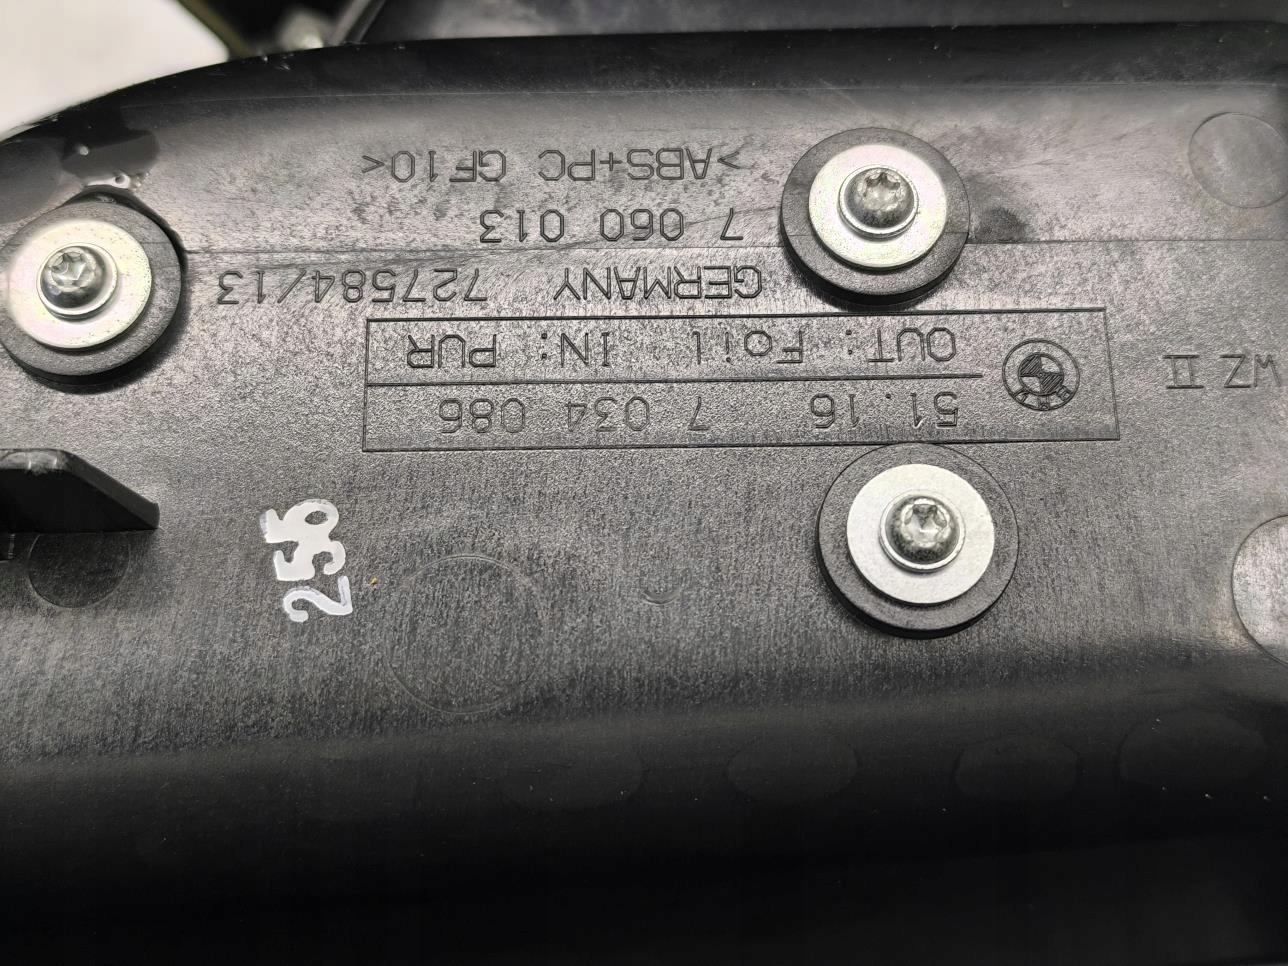 255
51.16 7 034 086
BMW
OUT: Foil IN: PUR
WZ II
GERMANY 727584/13
7 060 013
>ABS+PC GF10<